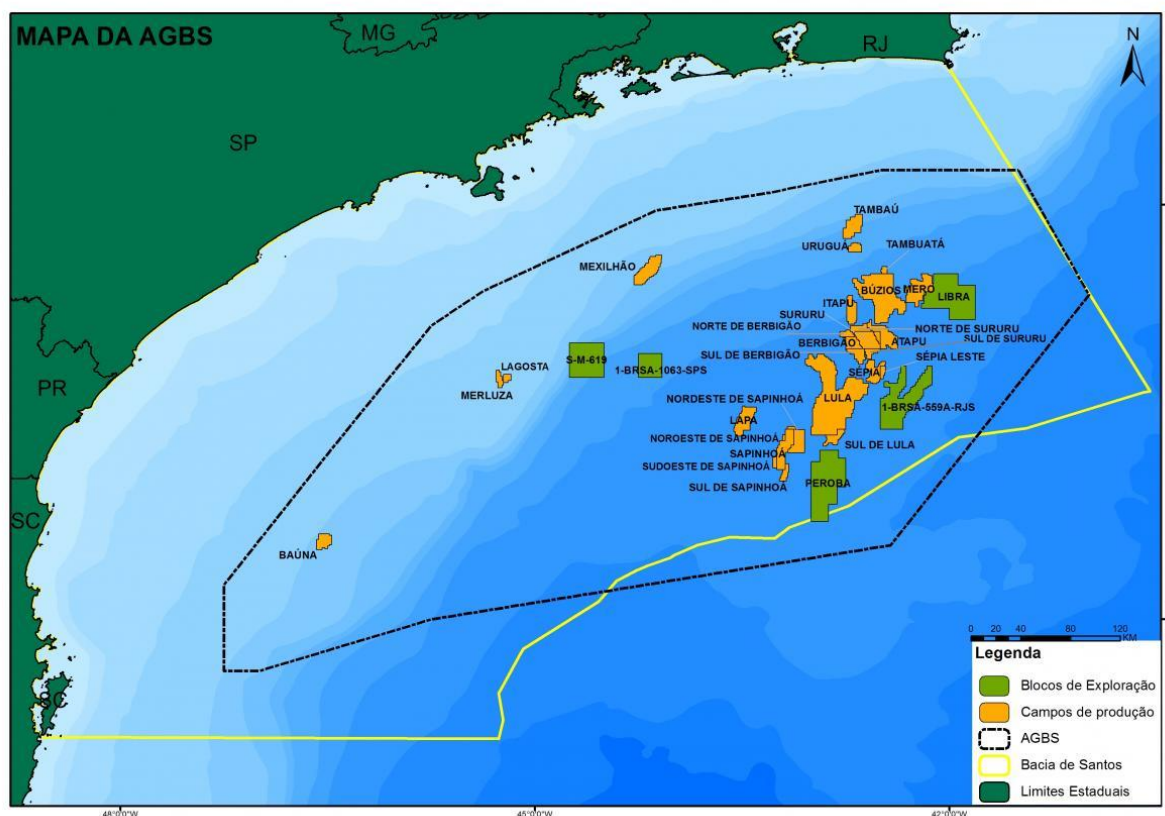 MAPA DA AGBS
MG
RJ
N
SP
TAMBAÚ
URUGUÁ
TAMBUATÁ
MEXILHÃO
BÚZIOS
MERO
LIBRA
ITAPU
SURURU
NORTE DE BERBIGÃO
NORTE DE SURURU
BERBIGÃO
ATAPU
SUL DE SURURU
SUL DE BERBIGÃO
SÉPIA LESTE
S-M-619
1-BRSA-1063-SPS
LAGOSTA
SÉPIA
PR
MERLUZA
NORDESTE DE SAPINHOÁ
LULA
1-BRSA-559A-RJS
LAPA
NOROESTE DE SAPINHOÁ
SUL DE LULA
SAPINHOÁ
SUDOESTE DE SAPINHOÁ
PEROBA
SUL DE SAPINHOÁ
SC
BAÚNA
0 20 40 80 120
KM
Legenda
Blocos de Exploração
Campos de produção
SC
AGBS
Bacia de Santos
Limites Estaduais
48°0'0"W
45°0'0"W
42°0'0"W